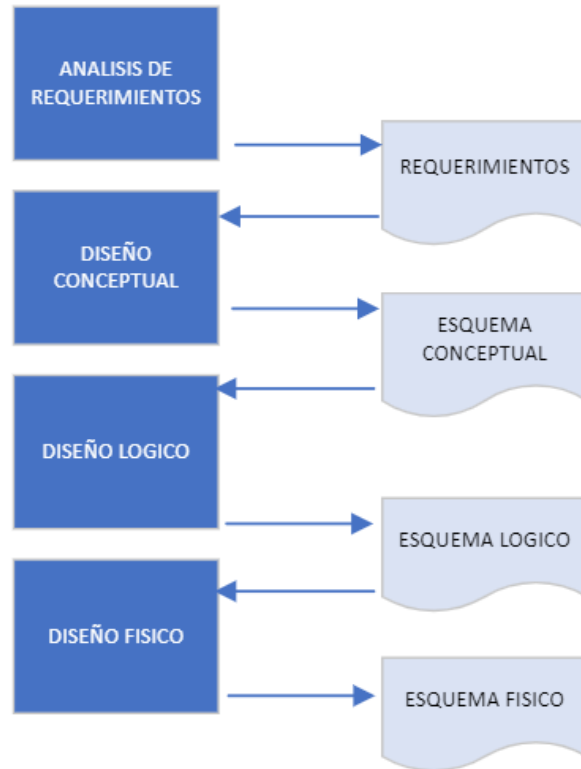 ANALISIS DE
REQUERIMIENTOS
REQUERIMIENTOS
DISEÑO
CONCEPTUAL
ESQUEMA
CONCEPTUAL
DISEÑO LOGICO
ESQUEMA LOGICO
DISEÑO FISICO
ESQUEMA FISICO